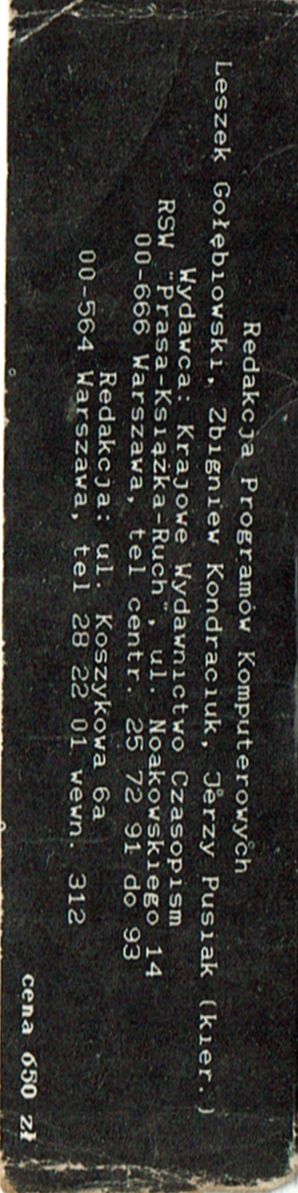 Redakcja Programów Komputerowych
Leszek Gołębiowski, Zbigniew Kondraciuk, Jerzy Pusiak (kier.)
Wydawca: Krajowe Wydawnictwo Czasopism
RSW "Prasa-Książka-Ruch", ul. Noakowskiego 14
00-666 Warszawa, tel centr. 25 72 91 do 93
Redakcja: ul. Koszykowa 6a
00-564 Warszawa, tel 28 22 01 wewn. 312
cena 650 zł